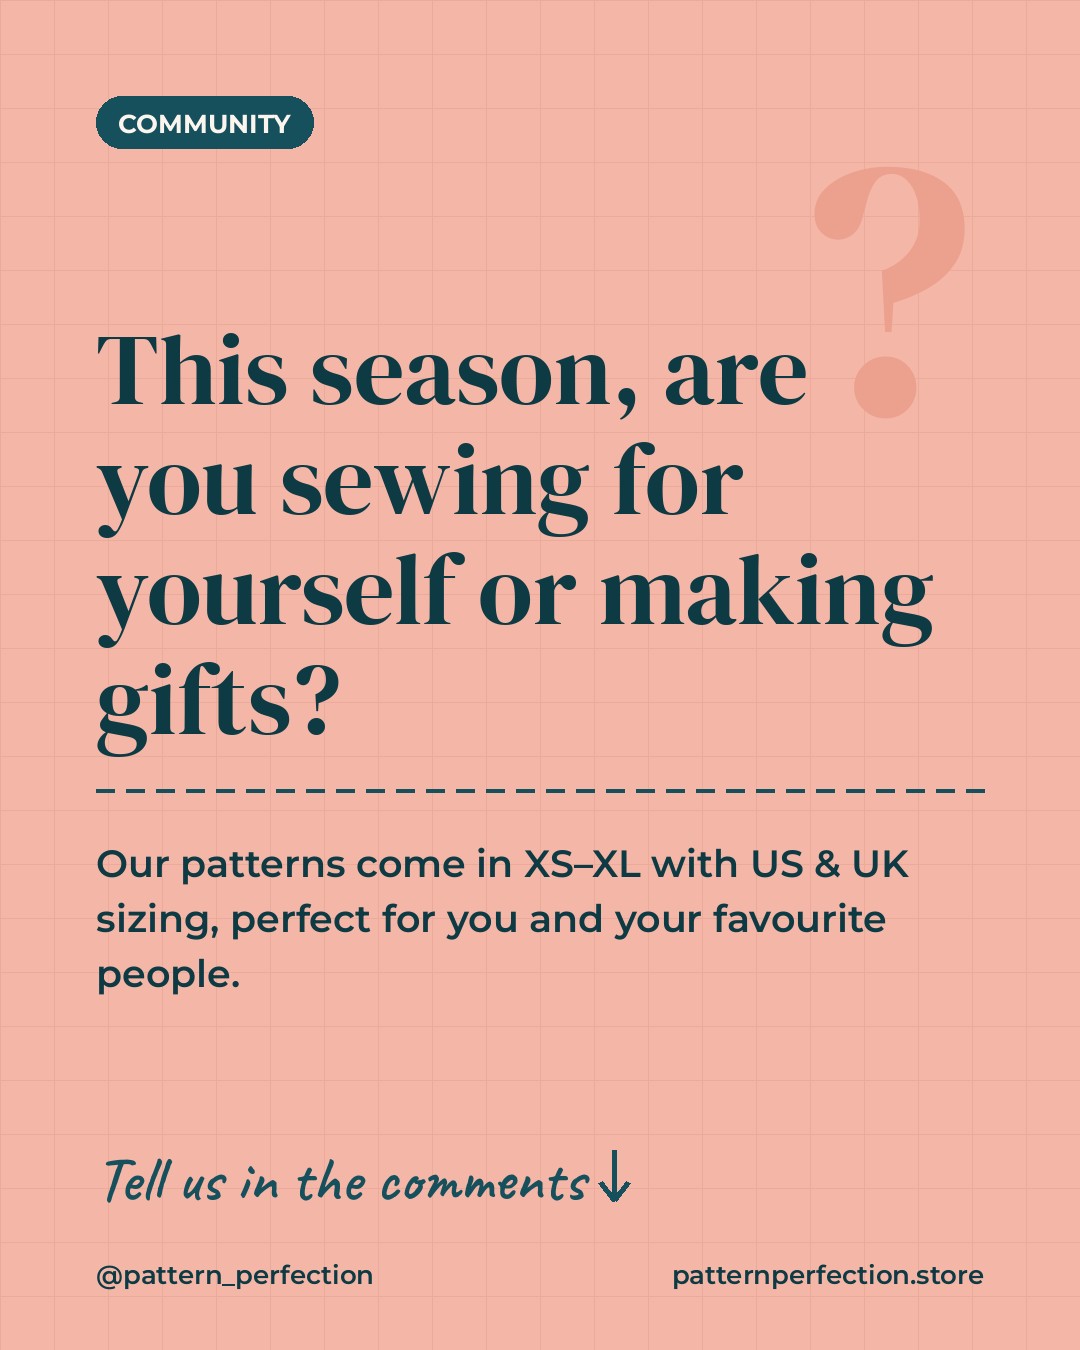 COMMUNITY
?
This season, are
you sewing for
yourself or making
gifts?
Our patterns come in XS–XL with US & UK
sizing, perfect for you and your favourite
people.
Tell us in the comments↓
@pattern_perfection
patternperfection.store